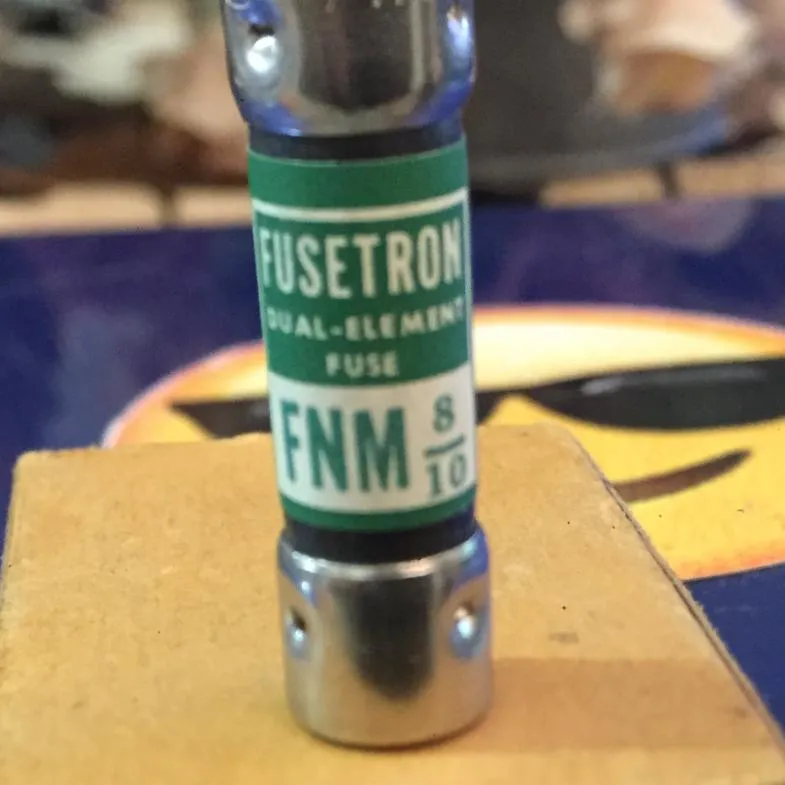 FUSETRON
DUAL-ELEMENT
FUSE
FNM 8/10